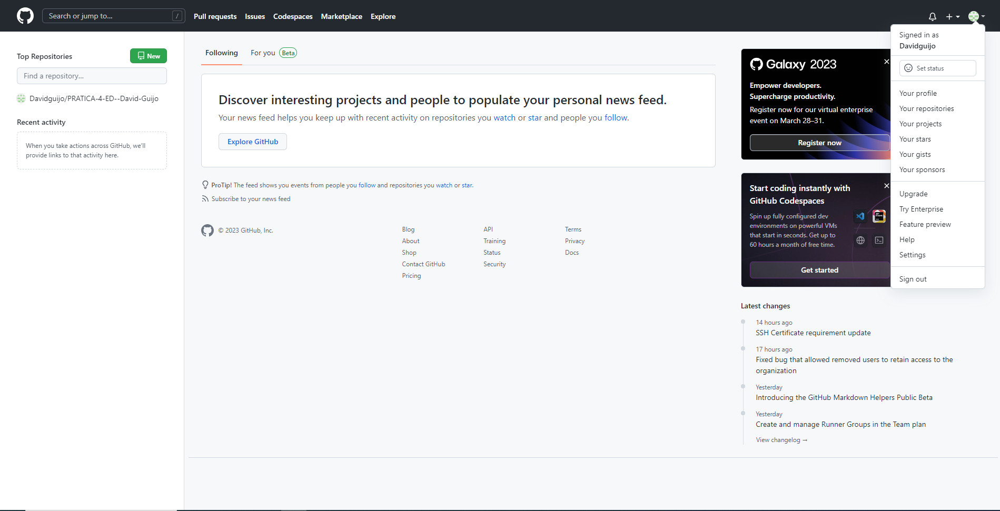 Search or jump to...
/
Pull requests
Issues
Codespaces
Marketplace
Explore
Top Repositories
New
Find a repository...
Davidguijo/PRATICA-4-ED--David-Guijo
Recent activity
When you take actions across GitHub, we'll
provide links to that activity here.
Following
For you
Beta
Discover interesting projects and people to populate your personal news feed.
Your news feed helps you keep up with recent activity on repositories you watch or star and people you follow.
Explore GitHub
ProTip! The feed shows you events from people you follow and repositories you watch or star.
Subscribe to your news feed
© 2023 GitHub, Inc.
Blog
About
Shop
Contact GitHub
Pricing
API
Training
Status
Security
Terms
Privacy
Docs
Galaxy 2023
Empower developers.
Supercharge productivity.
Register now for our virtual enterprise
event on March 28–31.
Register now
Start coding instantly with
GitHub Codespaces
Spin up fully configured dev
environments on powerful VMs
that start in seconds. Get up to
60 hours a month of free time.
Get started
Latest changes
14 hours ago
SSH Certificate requirement update
17 hours ago
Fixed bug that allowed removed users to retain access to the
organization
Yesterday
Introducing the GitHub Markdown Helpers Public Beta
Yesterday
Create and manage Runner Groups in the Team plan
View changelog →
Signed in as
Davidguijo
Set status
Your profile
Your repositories
Your projects
Your stars
Your gists
Your sponsors
Upgrade
Try Enterprise
Feature preview
Help
Settings
Sign out